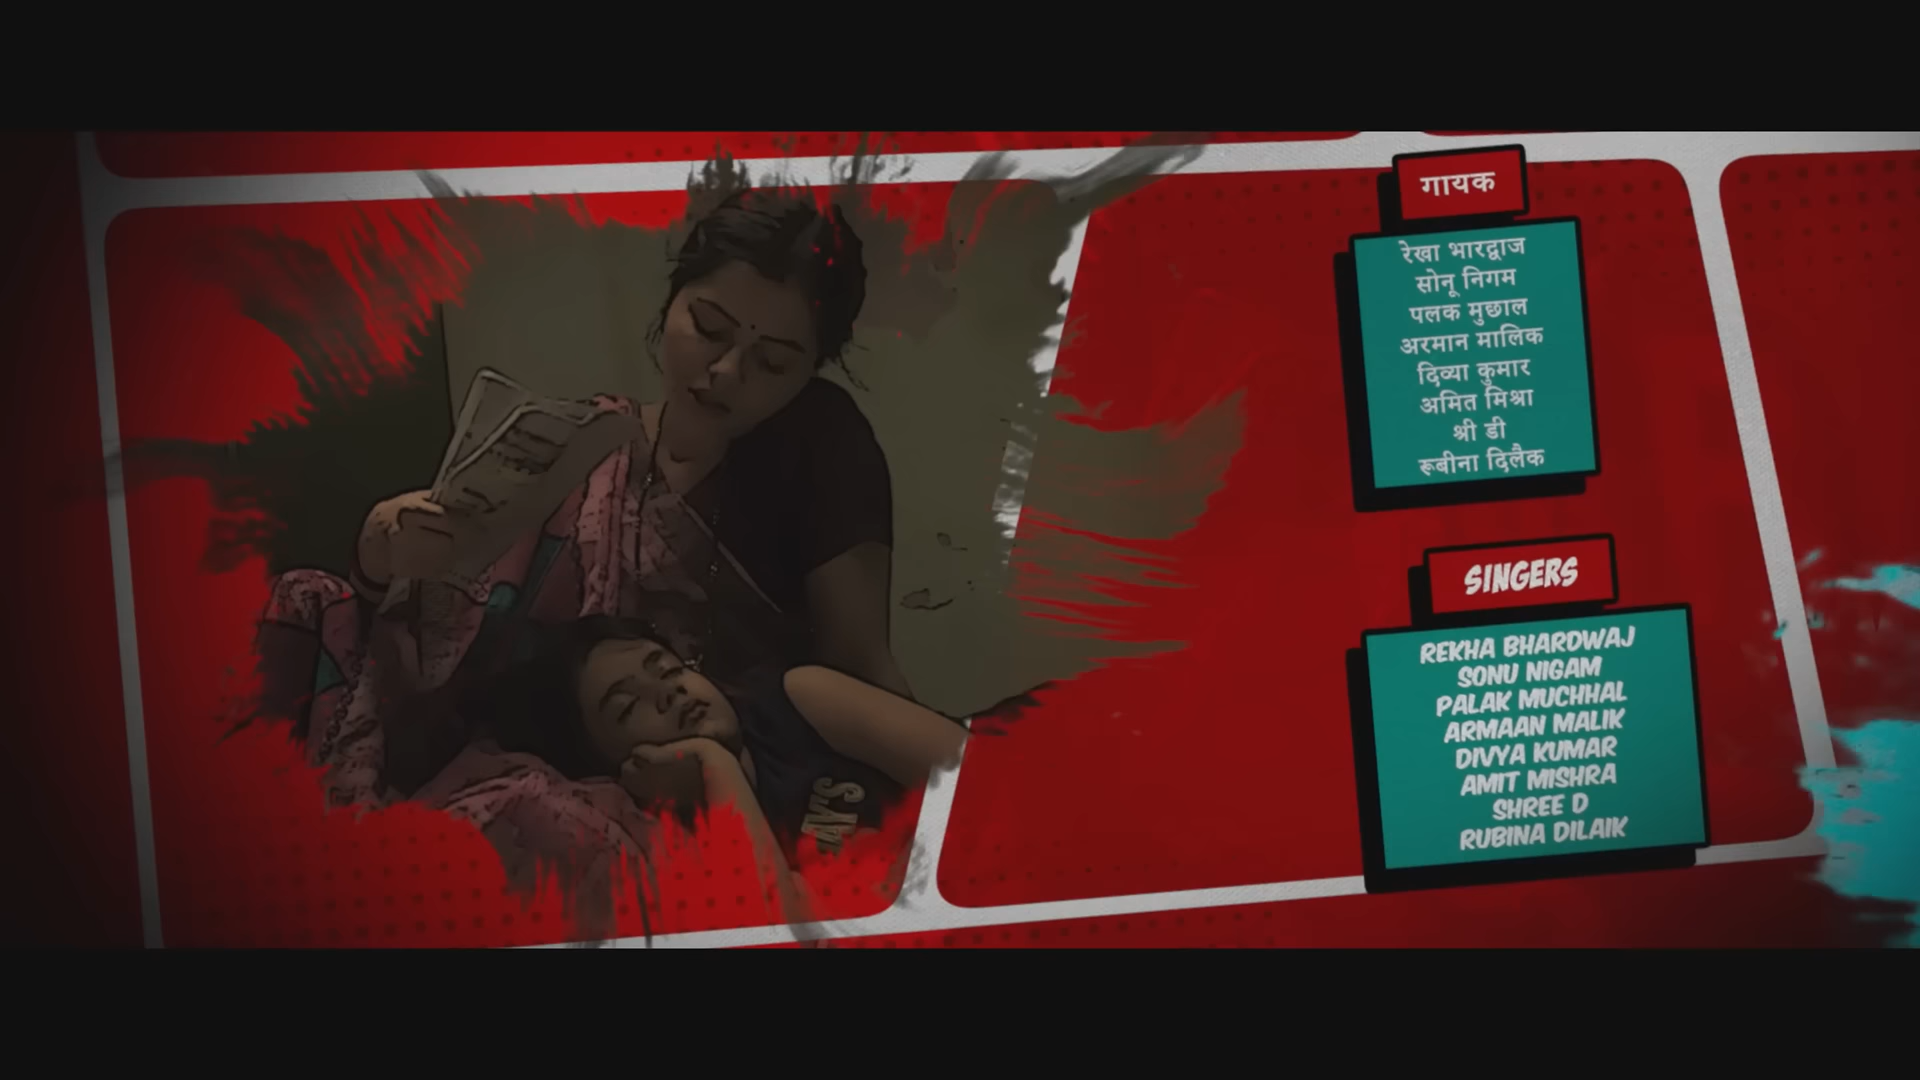 गायक
रेखा भारद्वाज
सोनू निगम
पलक मुछाल
अरमान मालिक
दिव्या कुमार
अमित मिश्रा
श्री डी
रूबीना दिलैक
SINGERS
REKHA BHARDWAJ
SONU NIGAM
PALAK MUCHHAL
ARMAAN MALIK
DIVYA KUMAR
AMIT MISHRA
SHREE D
RUBINA DILAIK